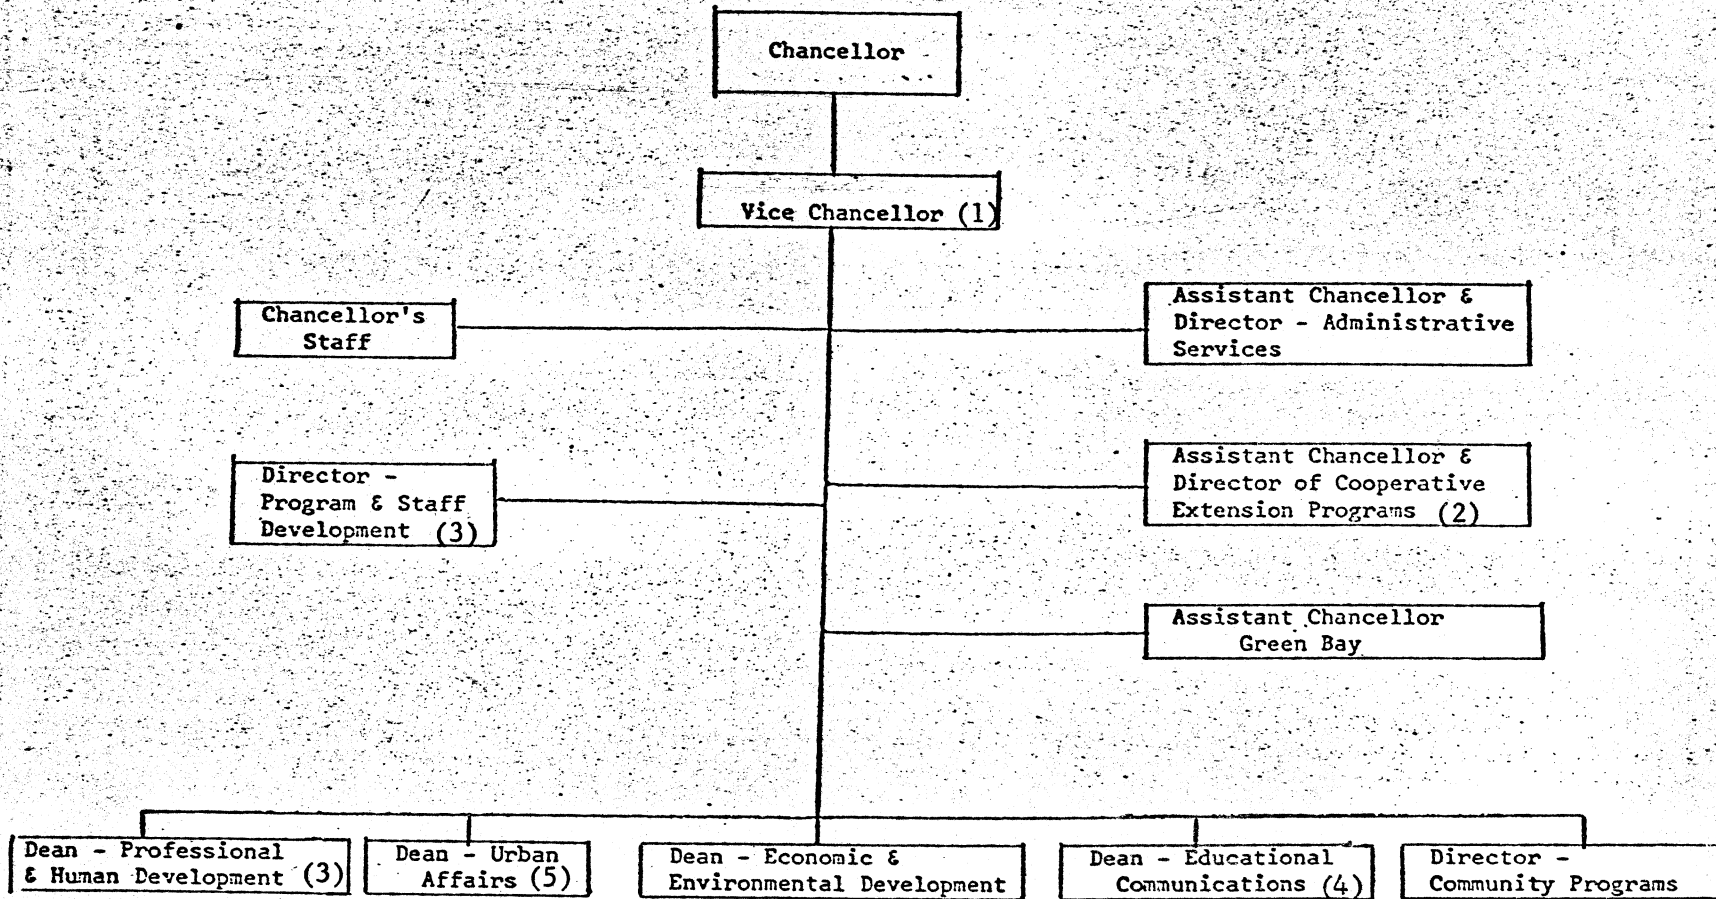 Chancellor
Vice Chancellor (1)
Chancellor's
Staff
Assistant Chancellor &
Director - Administrative
Services
Director -
Program & Staff
Development (3)
Assistant Chancellor &
Director of Cooperative
Extension Programs (2)
Assistant Chancellor
Green Bay
Dean - Professional
& Human Development (3)
Dean - Urban
Affairs (5)
Dean - Economic &
Environmental Development
Dean - Educational
Communications (4)
Director -
Community Programs